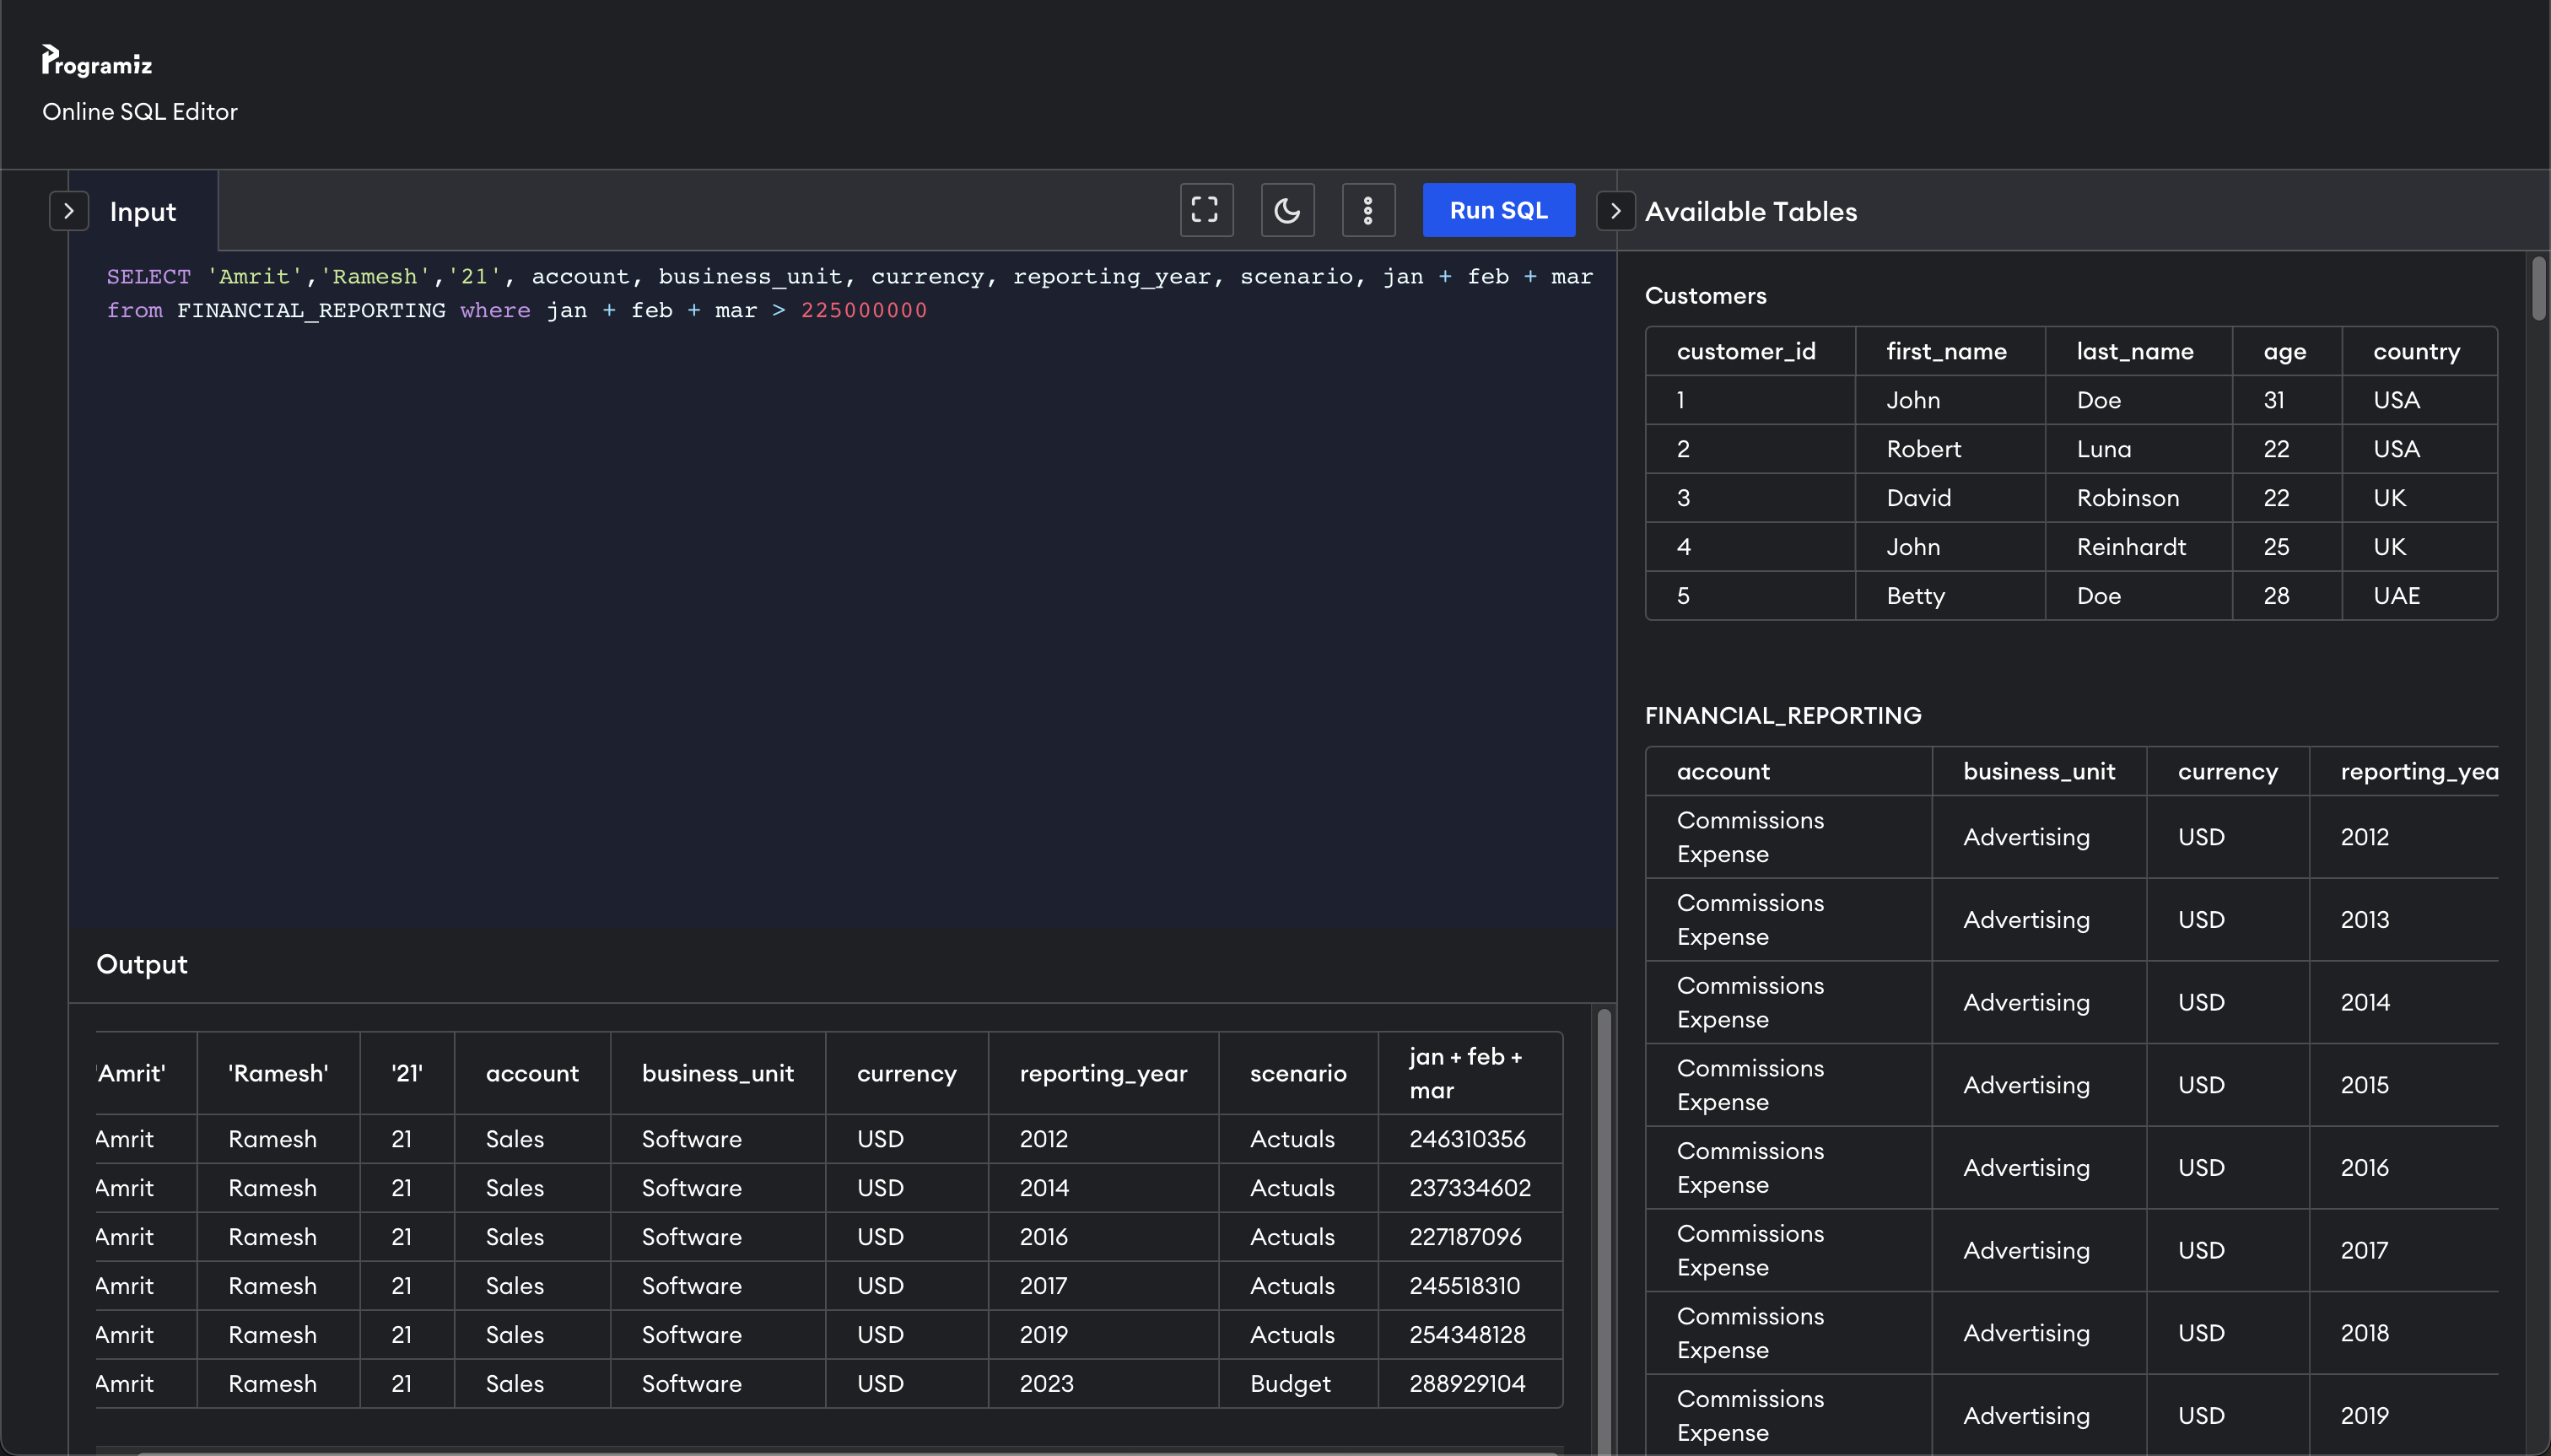 Programiz
Online SQL Editor
Input
Run SQL
SELECT 'Amrit','Ramesh','21', account, business_unit, currency, reporting_year, scenario, jan + feb + mar
from FINANCIAL_REPORTING where jan + feb + mar > 225000000
Output
'Amrit' 'Ramesh' '21' account business_unit currency reporting_year scenario jan + feb +
mar
Amrit Ramesh 21 Sales Software USD 2012 Actuals 246310356
Amrit Ramesh 21 Sales Software USD 2014 Actuals 237334602
Amrit Ramesh 21 Sales Software USD 2016 Actuals 227187096
Amrit Ramesh 21 Sales Software USD 2017 Actuals 245518310
Amrit Ramesh 21 Sales Software USD 2019 Actuals 254348128
Amrit Ramesh 21 Sales Software USD 2023 Budget 288929104
Available Tables
Customers
customer_id first_name last_name age country
1 John Doe 31 USA
2 Robert Luna 22 USA
3 David Robinson 22 UK
4 John Reinhardt 25 UK
5 Betty Doe 28 UAE
FINANCIAL_REPORTING
account business_unit currency reporting_yea
Commissions
Expense Advertising USD 2012
Commissions
Expense Advertising USD 2013
Commissions
Expense Advertising USD 2014
Commissions
Expense Advertising USD 2015
Commissions
Expense Advertising USD 2016
Commissions
Expense Advertising USD 2017
Commissions
Expense Advertising USD 2018
Commissions
Expense Advertising USD 2019